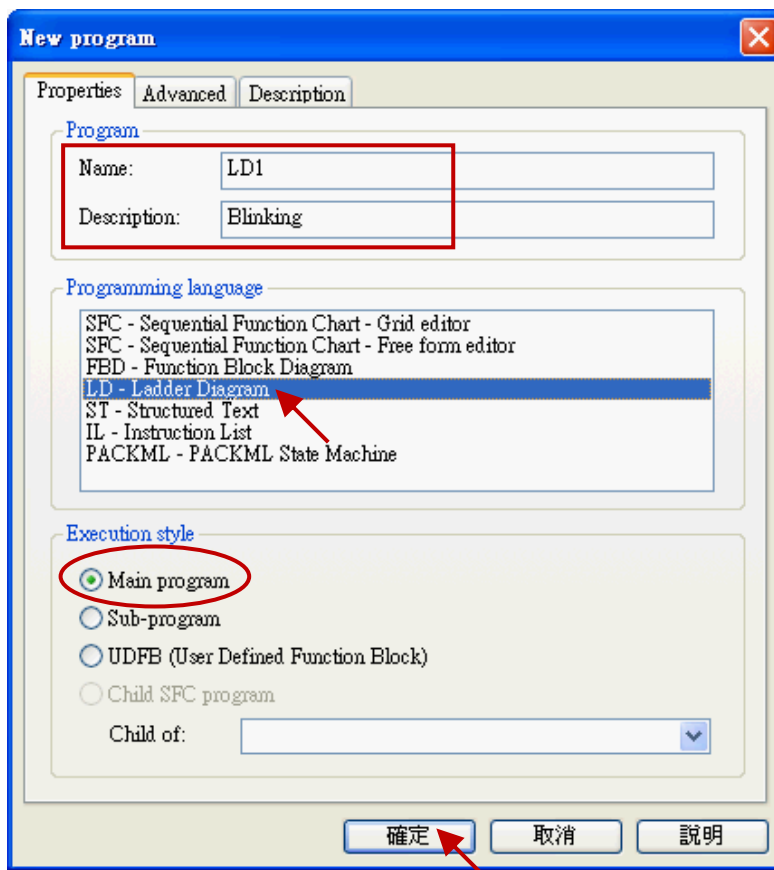 New program
Properties Advanced Description
Program
Name: LD1
Description: Blinking
Programming language
SFC - Sequential Function Chart - Grid editor
SFC - Sequential Function Chart - Free form editor
FBD - Function Block Diagram
LD - Ladder Diagram
ST - Structured Text
IL - Instruction List
PACKML - PACKML State Machine
Execution style
Main program
Sub-program
UDFB (User Defined Function Block)
Child SFC program
Child of:
確定 取消 說明